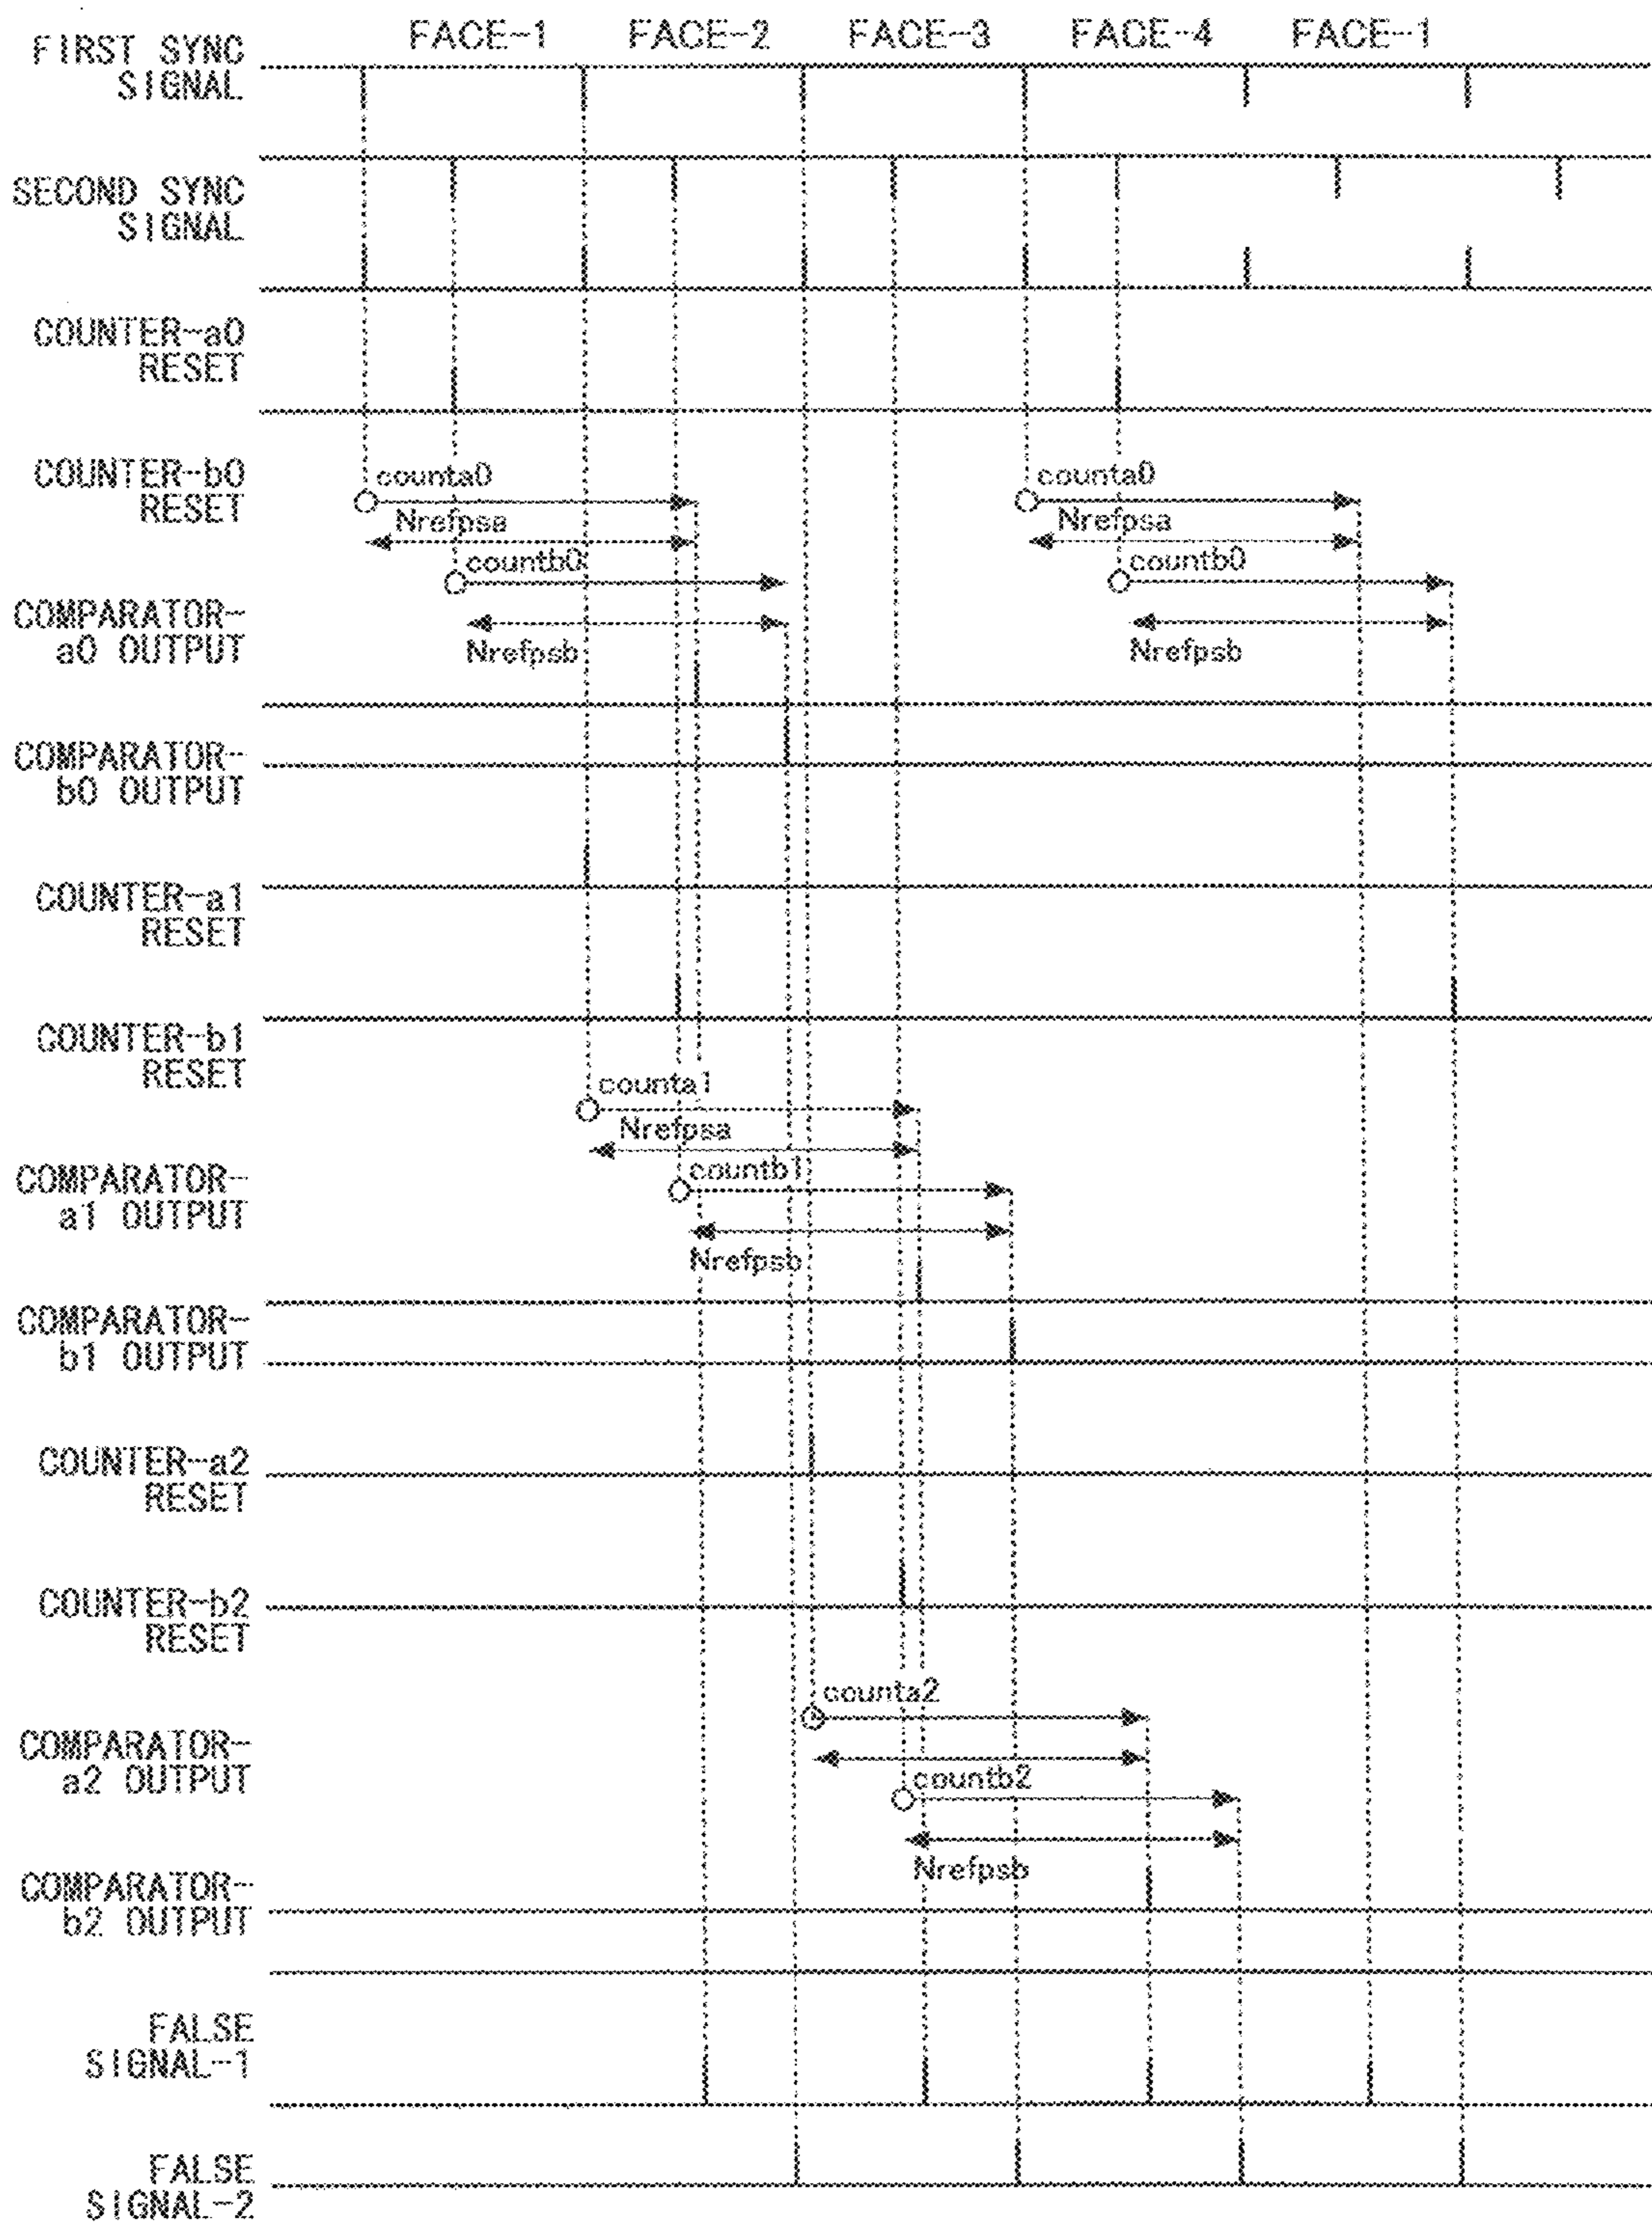 FACE-1 FACE-2 FACE-3 FACE-4 FACE-1
FIRST SYNC
SIGNAL
SECOND SYNC
SIGNAL
COUNTER-a0
RESET
COUNTER-b0
RESET
counta0 counta0
Nrefpsa Nrefpsa
countb0 countb0
COMPARATOR-
a0 OUTPUT
Nrefpsb Nrefpsb
COMPARATOR-
b0 OUTPUT
COUNTER-a1
RESET
COUNTER-b1
RESET
counta1
Nrefpsa
countb1
COMPARATOR-
a1 OUTPUT
Nrefpsb
COMPARATOR-
b1 OUTPUT
COUNTER-a2
RESET
COUNTER-b2
RESET
counta2
COMPARATOR-
a2 OUTPUT
countb2
Nrefpsb
COMPARATOR-
b2 OUTPUT
FALSE
SIGNAL-1
FALSE
SIGNAL-2